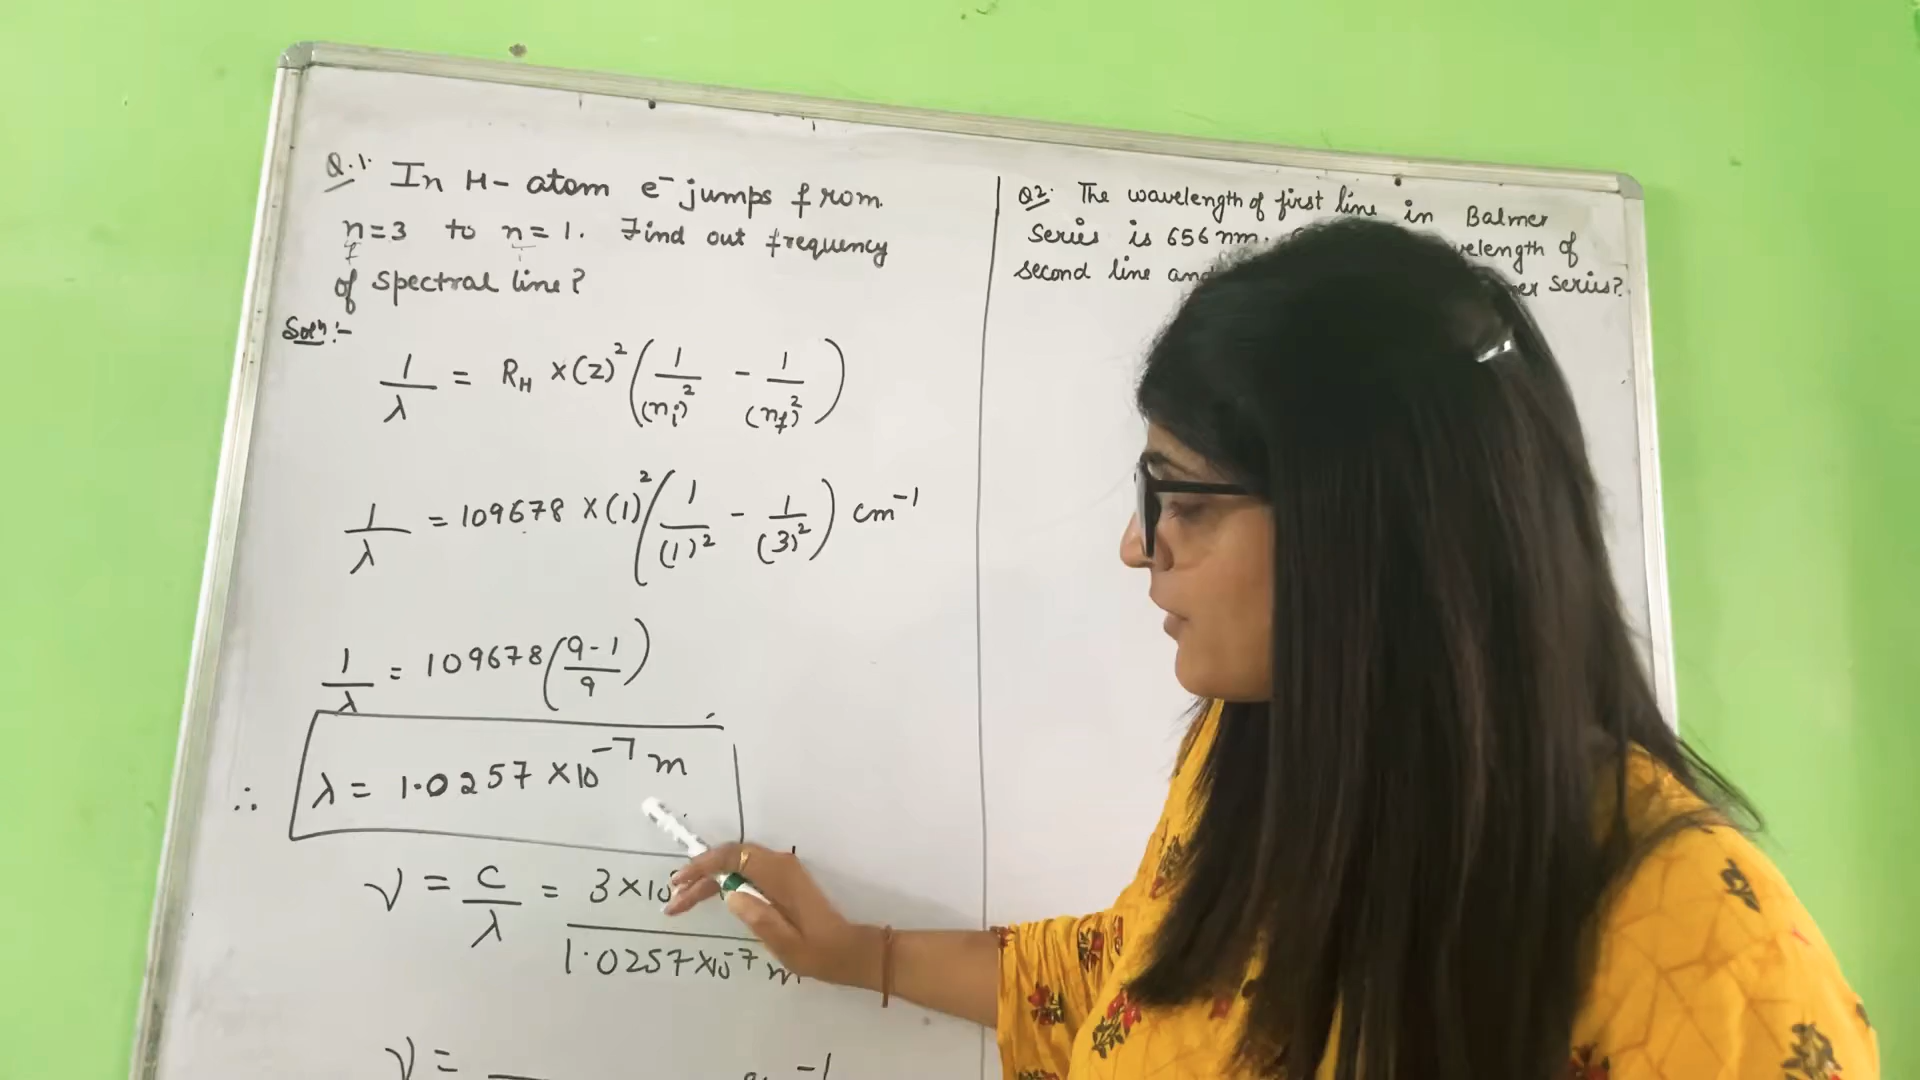 Q.1. In H- atom e⁻ jumps from
n=3 to n=1. Find out frequency
f i
of spectral line?
Solⁿ:-
1/λ = R_H ×(Z)² (1/(n_i)² - 1/(n_f)²)
1/λ = 109678 ×(1)² (1/(1)² - 1/(3)²) cm⁻¹
1/λ = 109678 (9-1/9)
∴ λ = 1.0257 ×10⁻⁷ m
ν = c/λ = 3×10 / 1.0257×10⁻⁷ m
ν =
Q2. The wavelength of first line in Balmer
Series is 656 nm. of
second line and series?